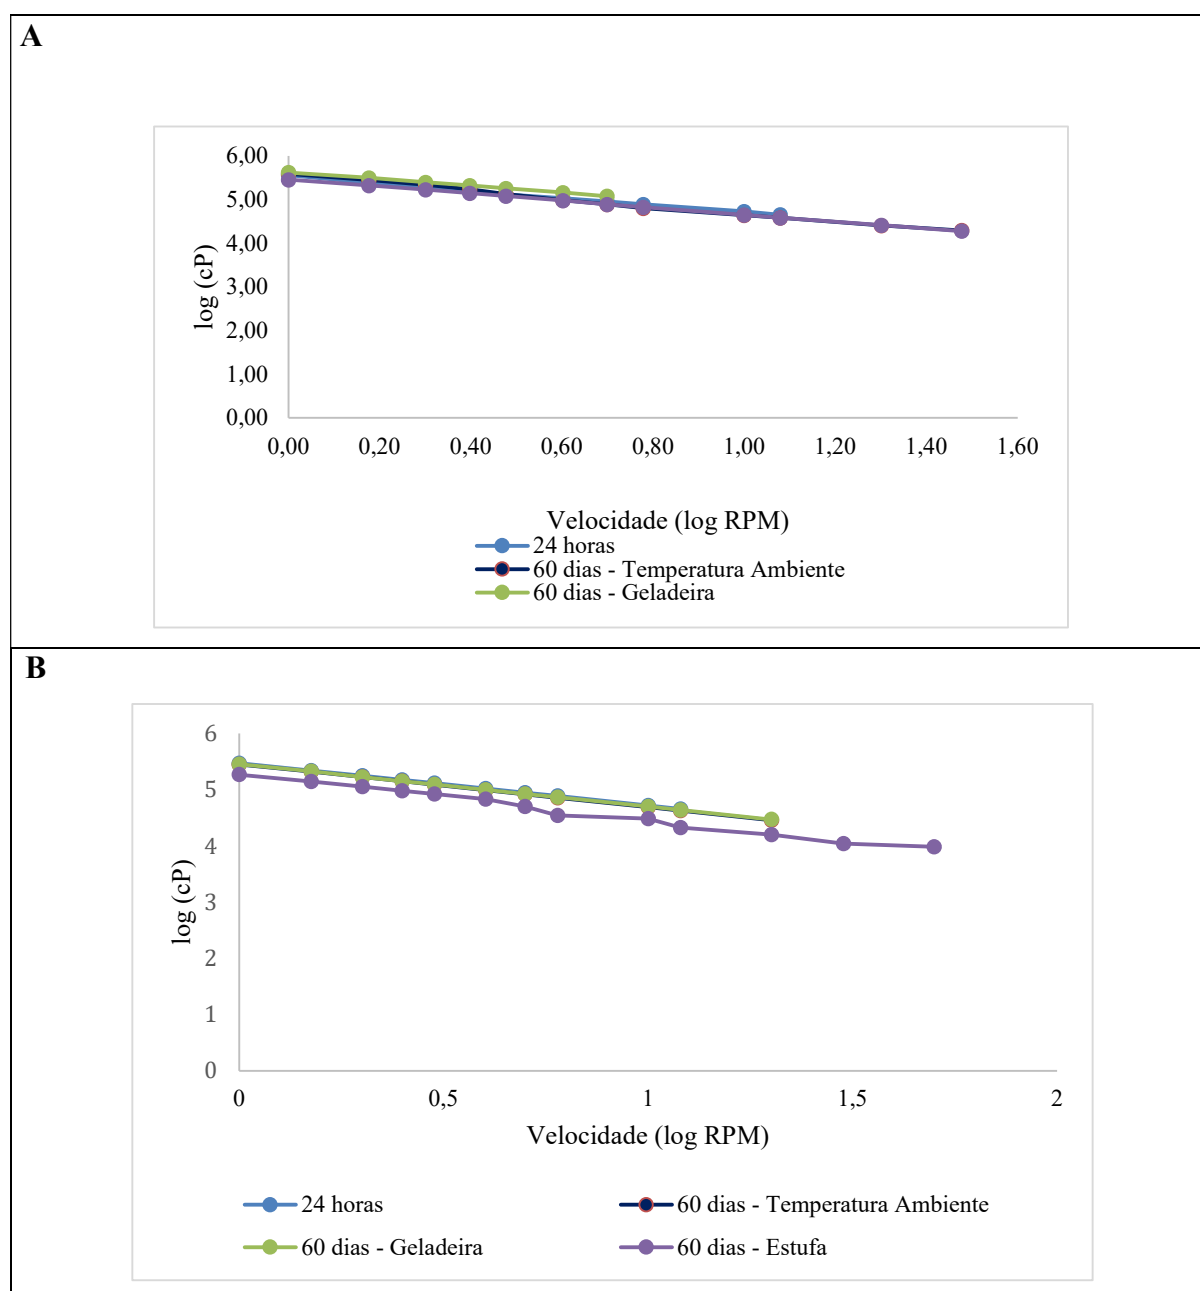 A
6,00
5,00
4,00
3,00
2,00
1,00
0,00
log (cP)
0,00 0,20 0,40 0,60 0,80 1,00 1,20 1,40 1,60
Velocidade (log RPM)
24 horas
60 dias - Temperatura Ambiente
60 dias - Geladeira
B
6
5
4
3
2
1
0
log (cP)
0 0,5 1 1,5 2
Velocidade (log RPM)
24 horas 60 dias - Temperatura Ambiente
60 dias - Geladeira 60 dias - Estufa